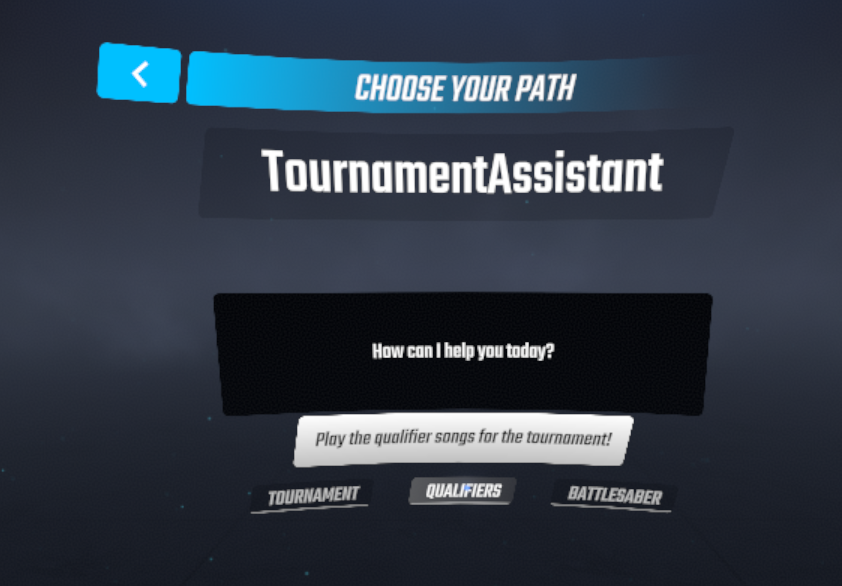 CHOOSE YOUR PATH
TournamentAssistant
How can I help you today?
Play the qualifier songs for the tournament!
TOURNAMENT QUALIFIERS BATTLESABER